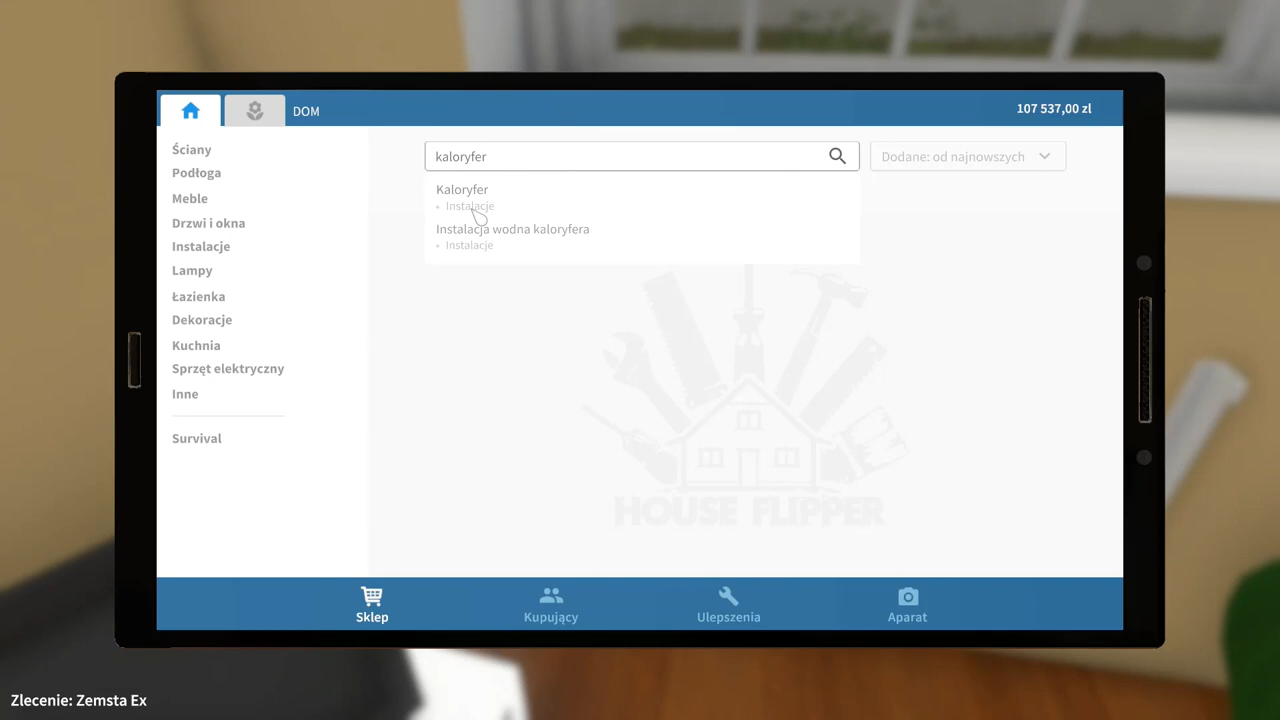 DOM
107 537,00 zl
Ściany
Podłoga
Meble
Drzwi i okna
Instalacje
Lampy
Łazienka
Dekoracje
Kuchnia
Sprzęt elektryczny
Inne
Survival
kaloryfer
Dodane: od najnowszych
Kaloryfer
• Instalacje
Instalacja wodna kaloryfera
• Instalacje
HOUSE FLIPPER
Sklep
Kupujący
Ulepszenia
Aparat
Zlecenie: Zemsta Ex